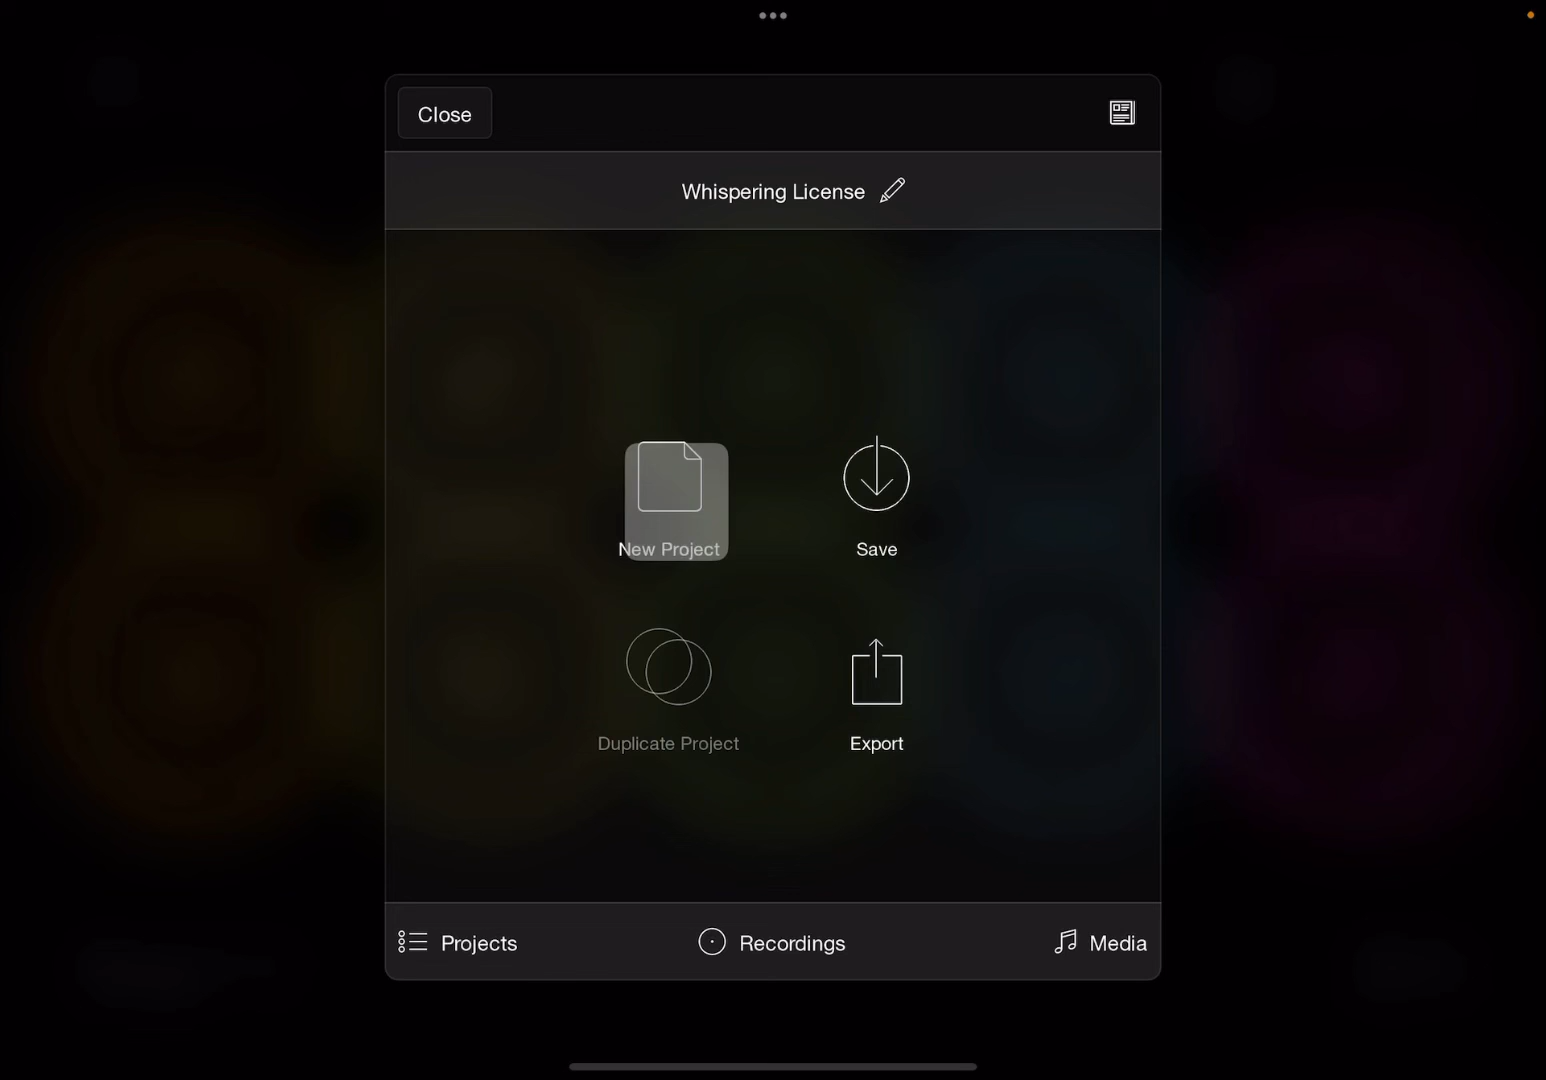 Close
Whispering License
New Project
Save
Duplicate Project
Export
Projects
Recordings
Media